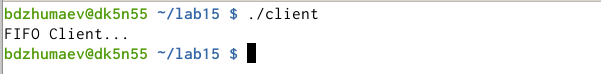 bdzhumaev@dk5n55 ~/lab15 $ ./client
FIFO Client...
bdzhumaev@dk5n55 ~/lab15 $